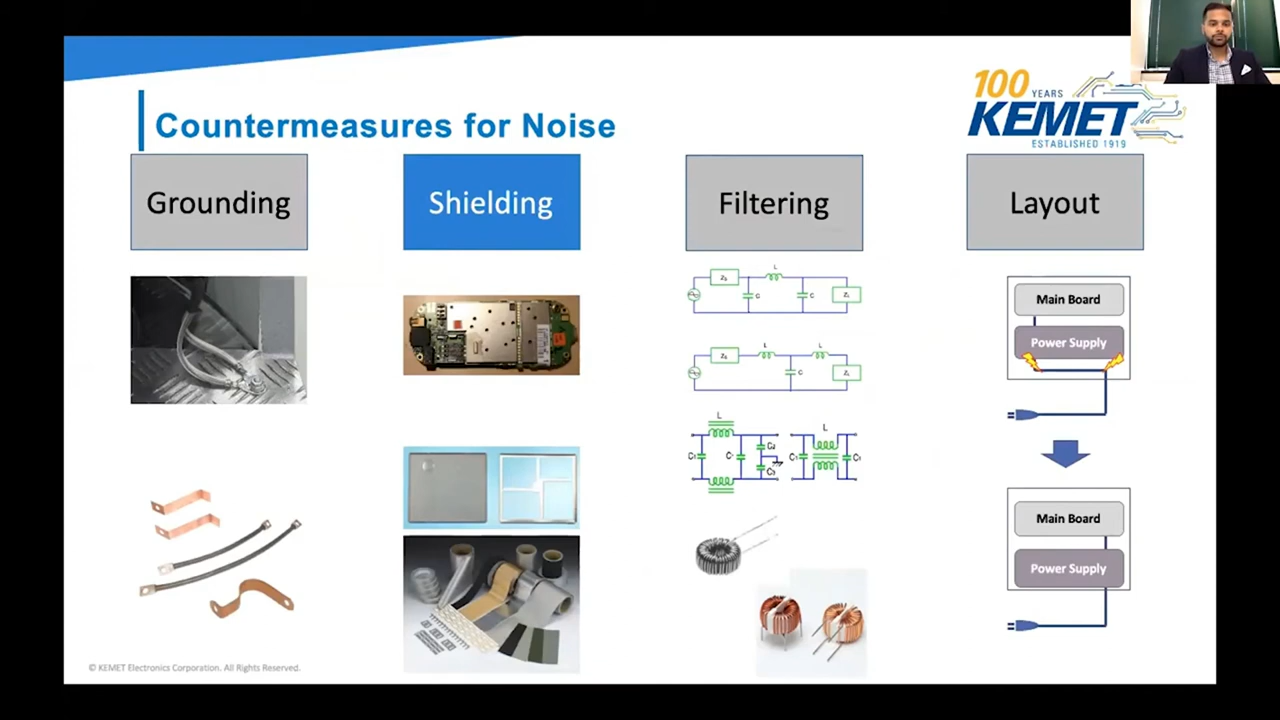 100 YEARS
KEMET
ESTABLISHED 1919
Countermeasures for Noise
Grounding
Shielding
Filtering
Layout
L
C
C
L
L
C
L
L
Main Board
Power Supply
Main Board
Power Supply
© KEMET Electronics Corporation. All Rights Reserved.